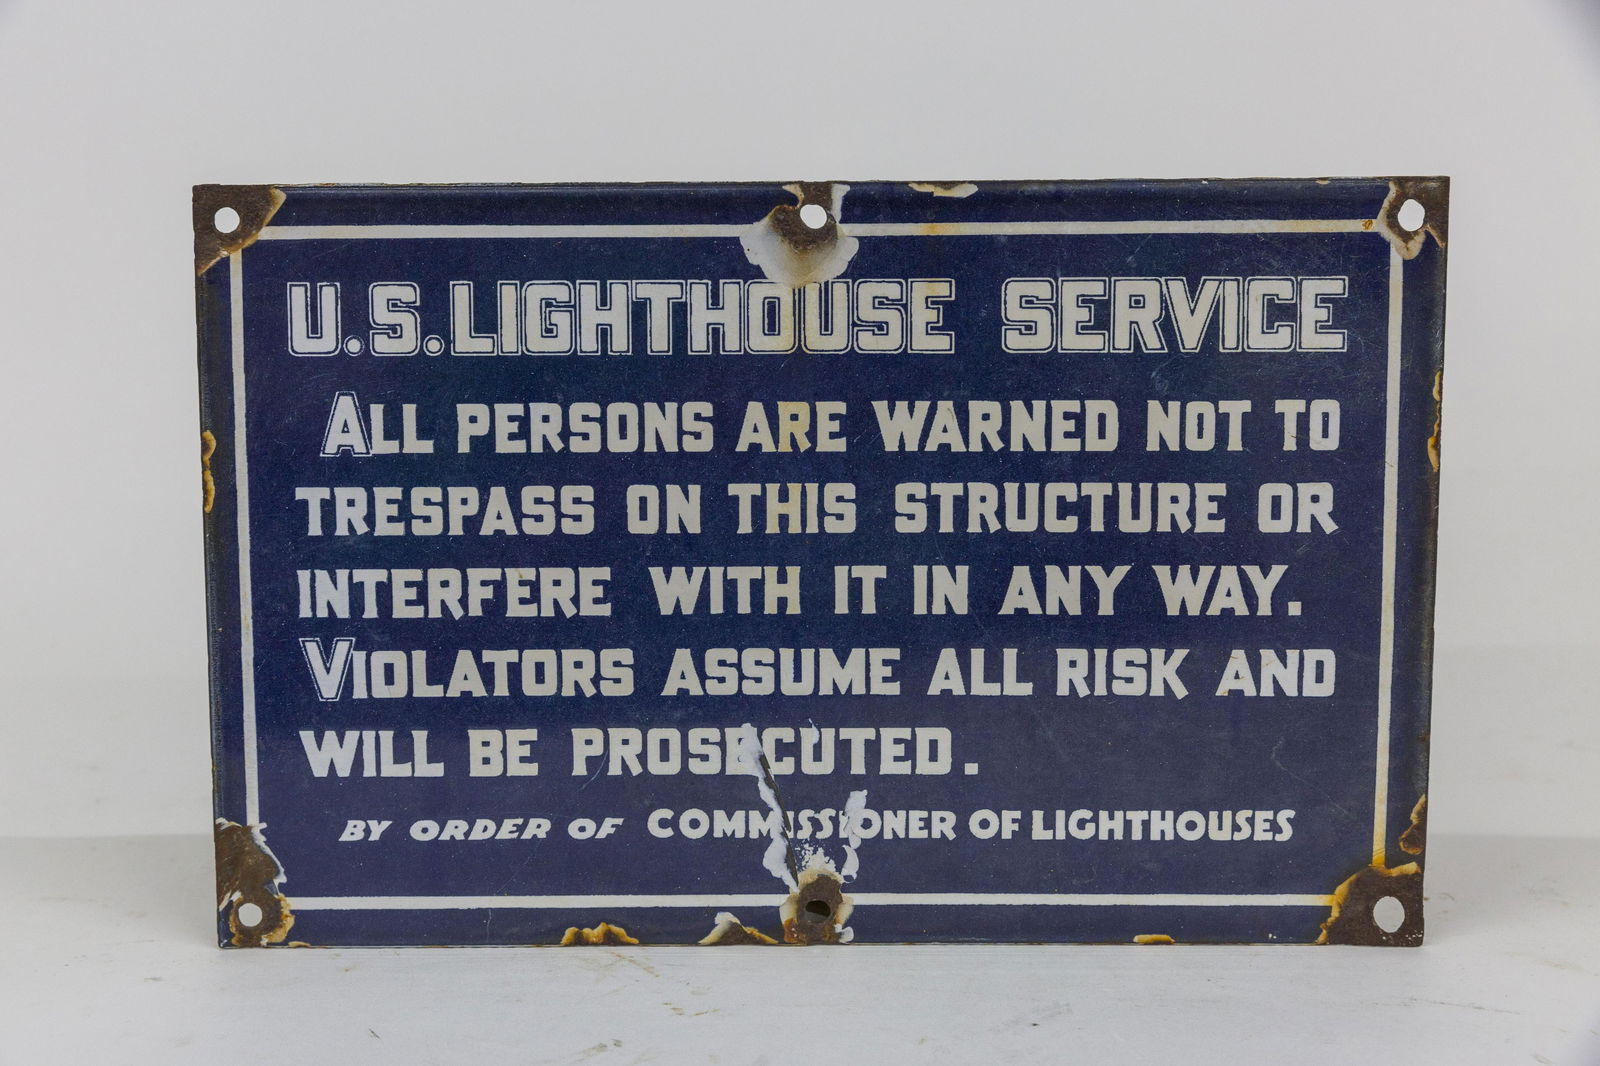 U.S. LIGHTHOUSE SERVICE
ALL PERSONS ARE WARNED NOT TO
TRESPASS ON THIS STRUCTURE OR
INTERFERE WITH IT IN ANY WAY.
VIOLATORS ASSUME ALL RISK AND
WILL BE PROSECUTED.
BY ORDER OF COMMISSIONER OF LIGHTHOUSES